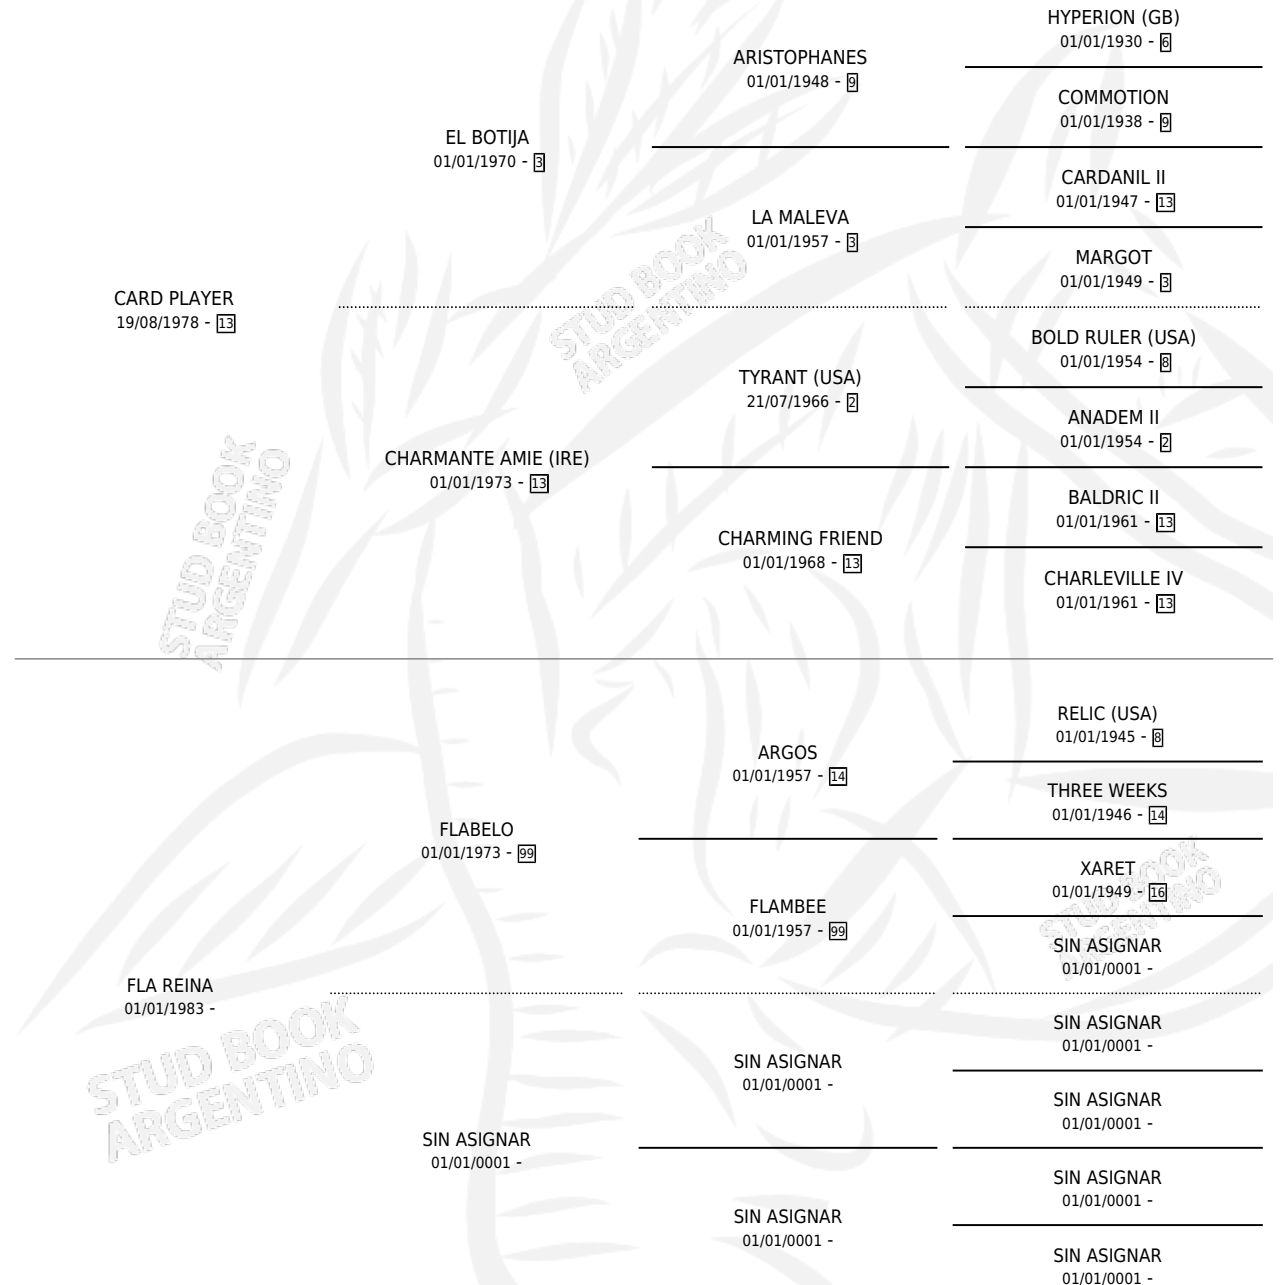 HYPERION (GB)
01/01/1930 - 6
ARISTOPHANES
01/01/1948 - 9
COMMOTION
01/01/1938 - 9
EL BOTIJA
01/01/1970 - 3
CARDANIL II
01/01/1947 - 13
LA MALEVA
01/01/1957 - 3
MARGOT
01/01/1949 - 3
CARD PLAYER
19/08/1978 - 13
BOLD RULER (USA)
01/01/1954 - 8
TYRANT (USA)
21/07/1966 - 2
ANADEM II
01/01/1954 - 2
CHARMANTE AMIE (IRE)
01/01/1973 - 13
BALDRIC II
01/01/1961 - 13
CHARMING FRIEND
01/01/1968 - 13
CHARLEVILLE IV
01/01/1961 - 13
STUD BOOK
ARGENTINO
STUD BOOK
ARGENTINO
RELIC (USA)
01/01/1945 - 8
ARGOS
01/01/1957 - 14
THREE WEEKS
01/01/1946 - 14
FLABELO
01/01/1973 - 99
XARET
01/01/1949 - 16
FLAMBEE
01/01/1957 - 99
SIN ASIGNAR
01/01/0001 -
FLA REINA
01/01/1983 -
SIN ASIGNAR
01/01/0001 -
SIN ASIGNAR
01/01/0001 -
SIN ASIGNAR
01/01/0001 -
SIN ASIGNAR
01/01/0001 -
SIN ASIGNAR
01/01/0001 -
SIN ASIGNAR
01/01/0001 -
SIN ASIGNAR
01/01/0001 -
STUD BOOK
ARGENTINO
STUD BOOK
ARGENTINO